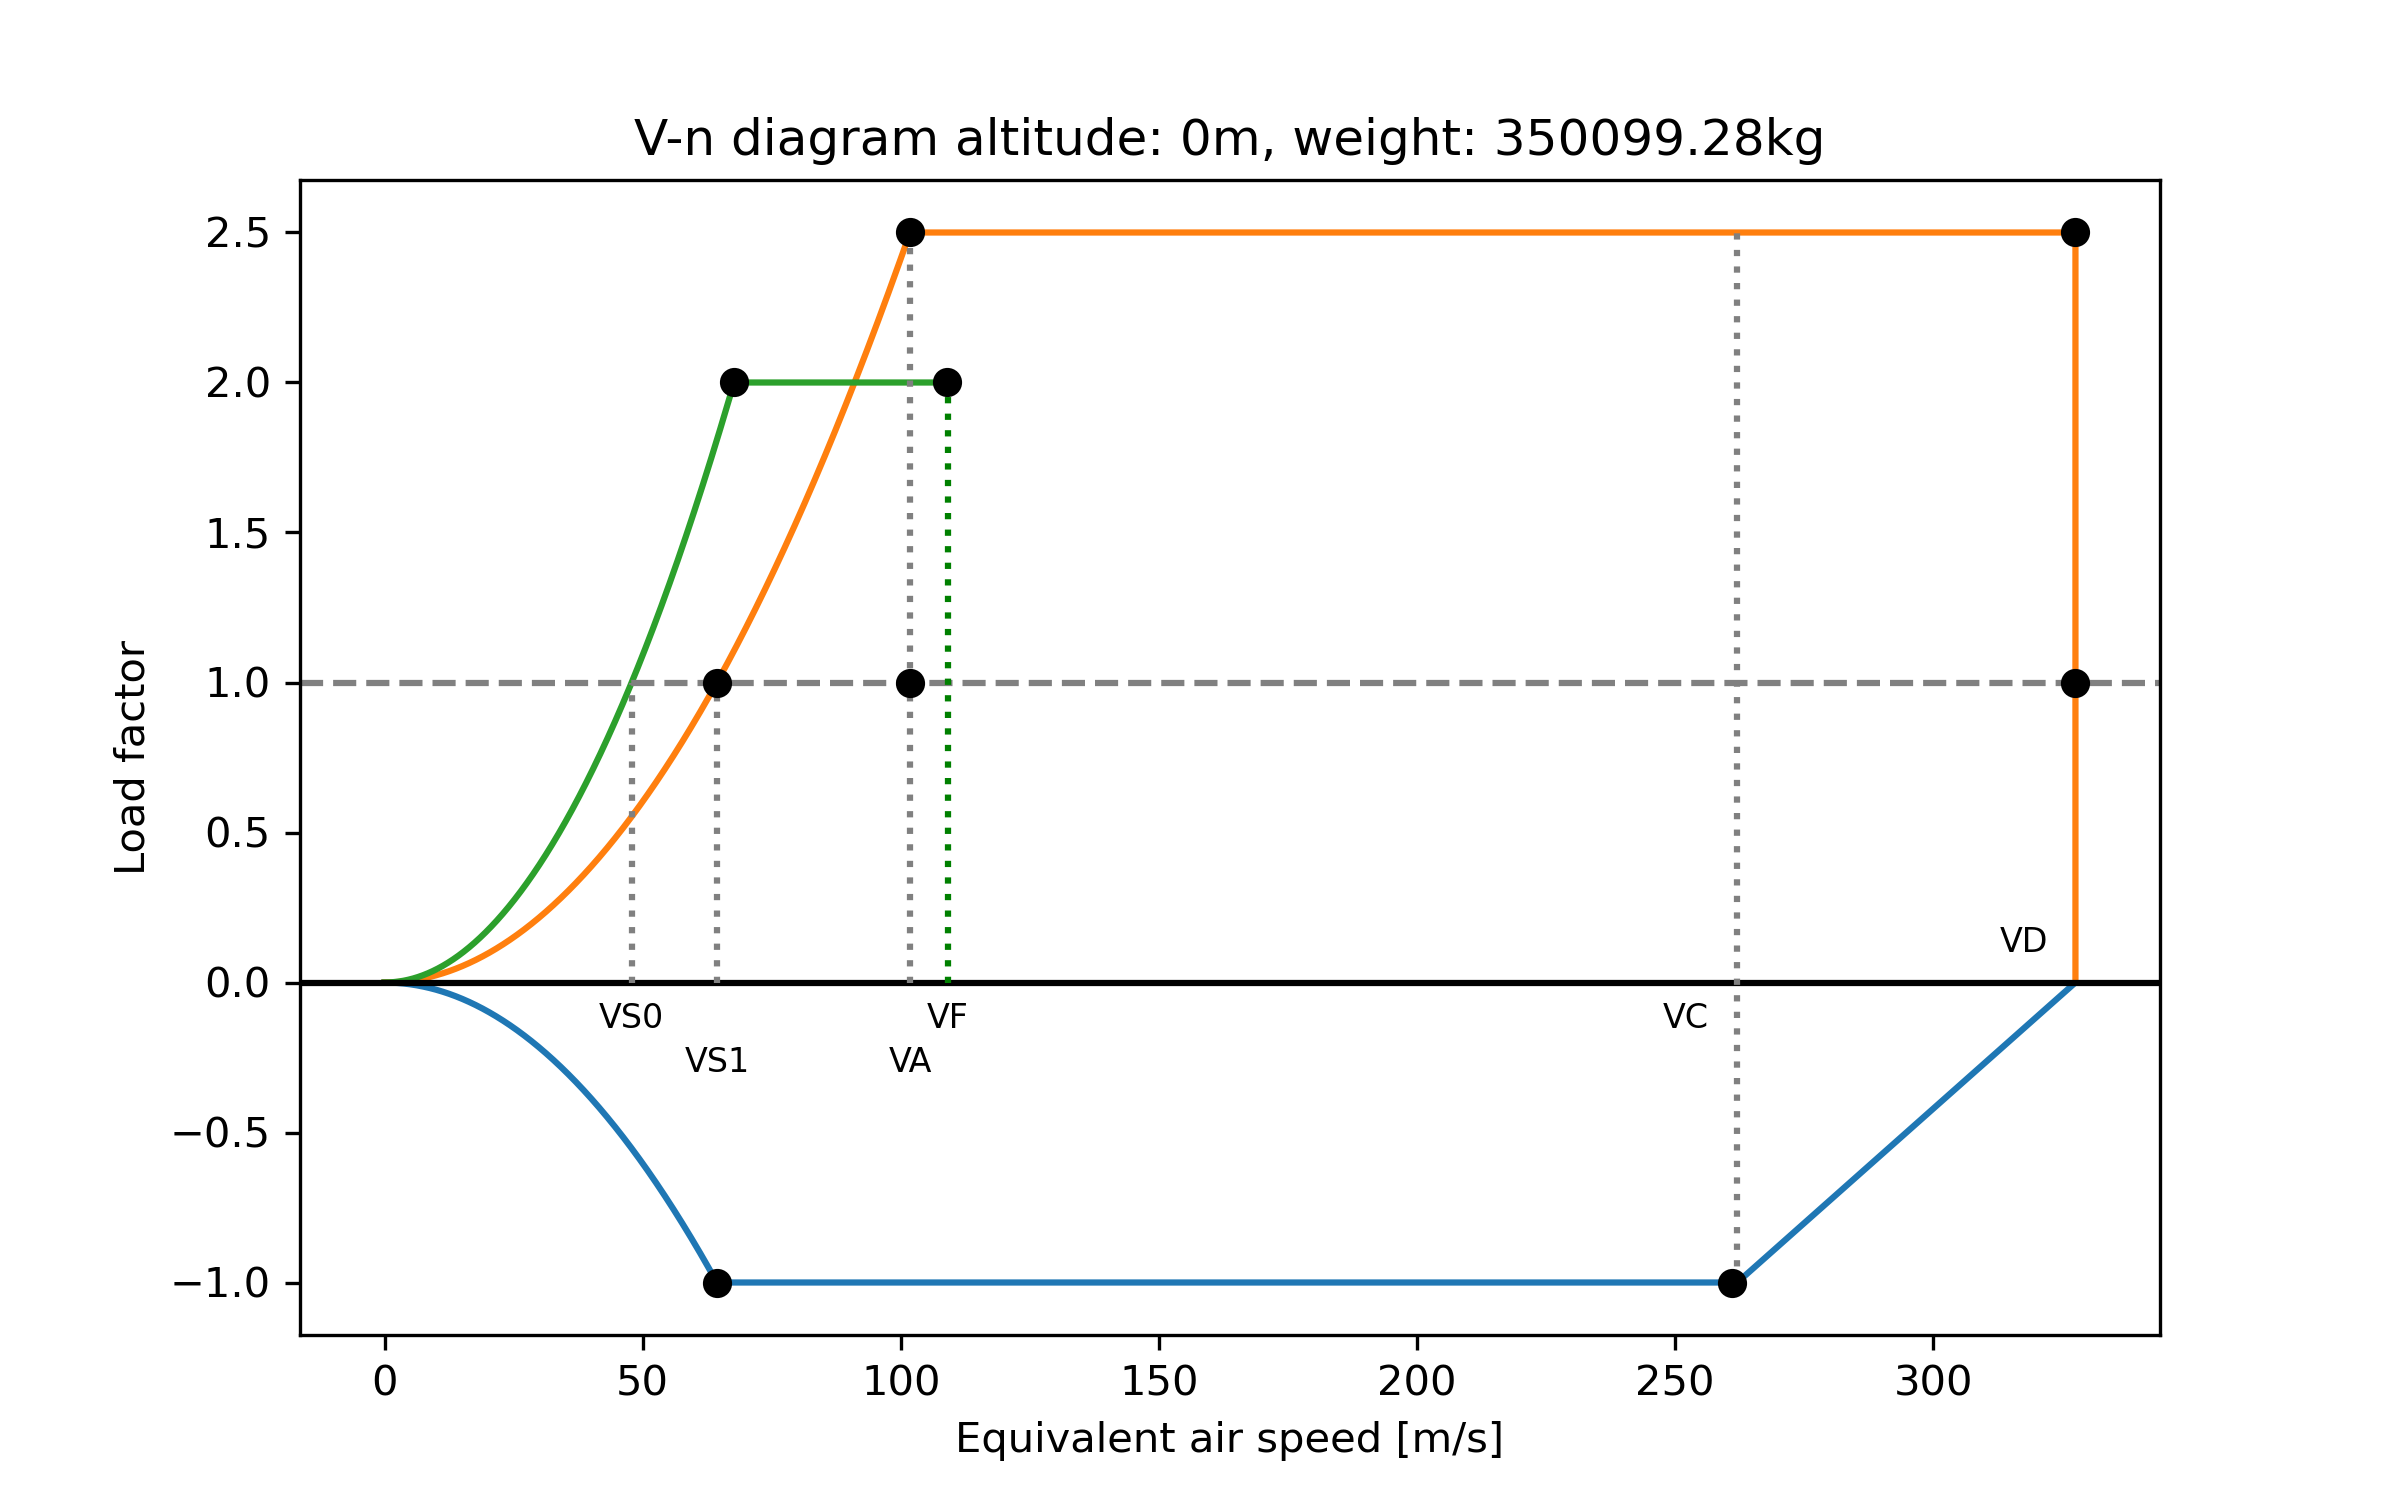 V-n diagram altitude: 0m, weight: 350099.28kg
2.5
2.0
1.5
1.0
Load factor
0.5
VD
0.0
VS0
VF
VC
VS1
VA
−0.5
−1.0
0 50 100 150 200 250 300
Equivalent air speed [m/s]